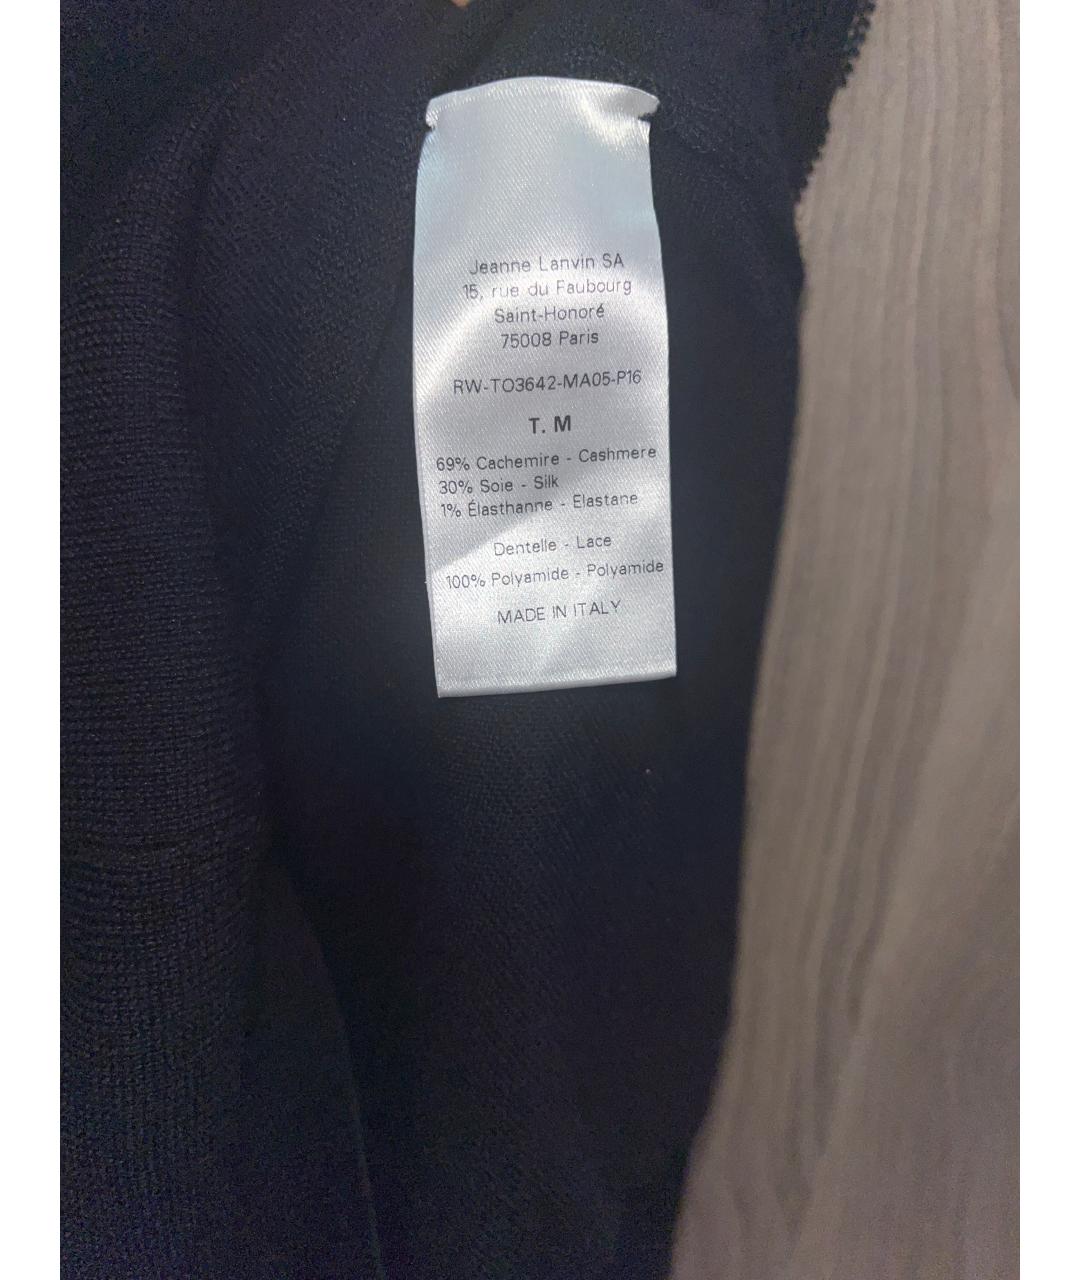 Jeanne Lanvin SA
15, rue du Faubourg
Saint-Honoré
75008 Paris
RW-TO3642-MA05-P16
T. M
69% Cachemire - Cashmere
30% Soie - Silk
1% Élasthanne - Elastane
Dentelle - Lace
100% Polyamide - Polyamide
MADE IN ITALY